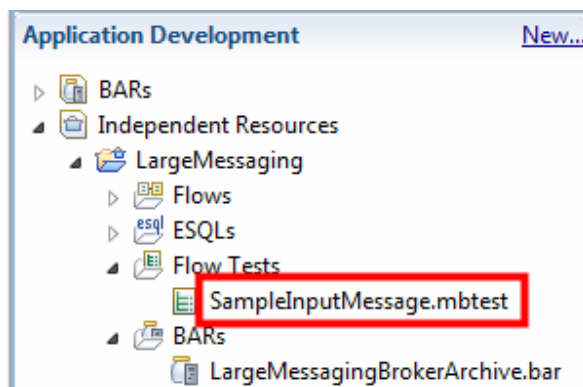 Application Development New...
BARs
Independent Resources
LargeMessaging
Flows
esql ESQLs
Flow Tests
SampleInputMessage.mbtest
BARs
LargeMessagingBrokerArchive.bar